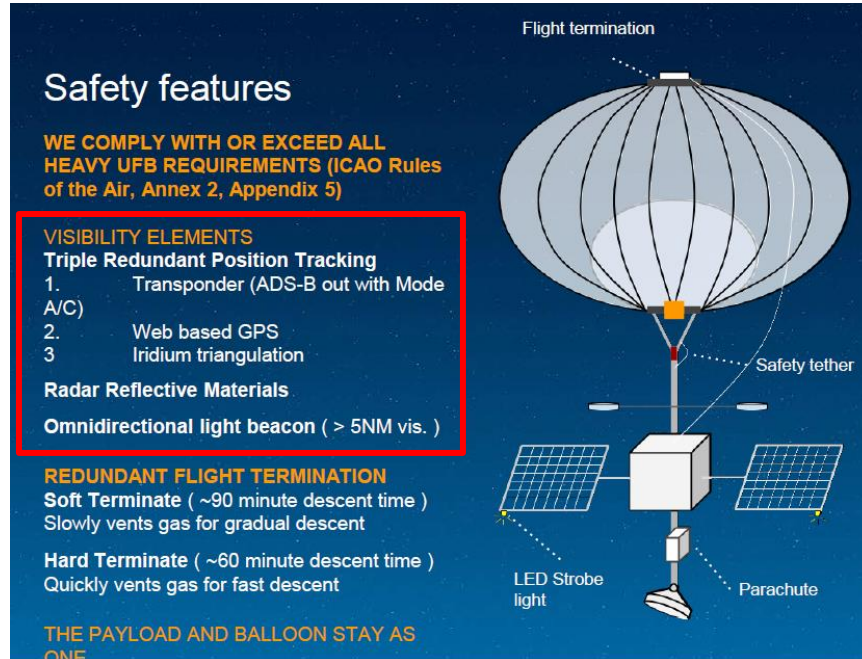 Flight termination
Safety features
WE COMPLY WITH OR EXCEED ALL
HEAVY UFB REQUIREMENTS (ICAO Rules
of the Air, Annex 2, Appendix 5)
VISIBILITY ELEMENTS
Triple Redundant Position Tracking
1. Transponder (ADS-B out with Mode
A/C)
2. Web based GPS
3 Iridium triangulation
Radar Reflective Materials
Omnidirectional light beacon ( > 5NM vis. )
REDUNDANT FLIGHT TERMINATION
Soft Terminate ( ~90 minute descent time )
Slowly vents gas for gradual descent
Hard Terminate ( ~60 minute descent time )
Quickly vents gas for fast descent
THE PAYLOAD AND BALLOON STAY AS
ONE
Safety tether
LED Strobe
light
Parachute